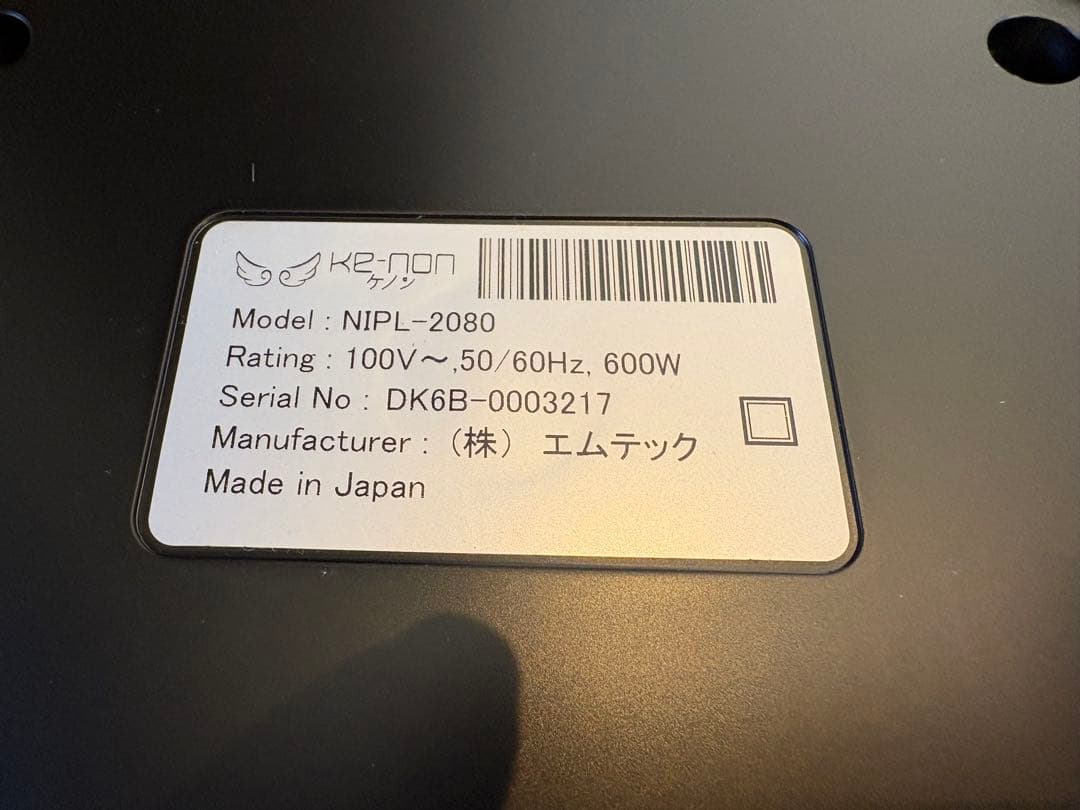 ke-non
ケノン
Model : NIPL-2080
Rating : 100V～,50/60Hz, 600W
Serial No : DK6B-0003217
Manufacturer : （株） エムテック
Made in Japan